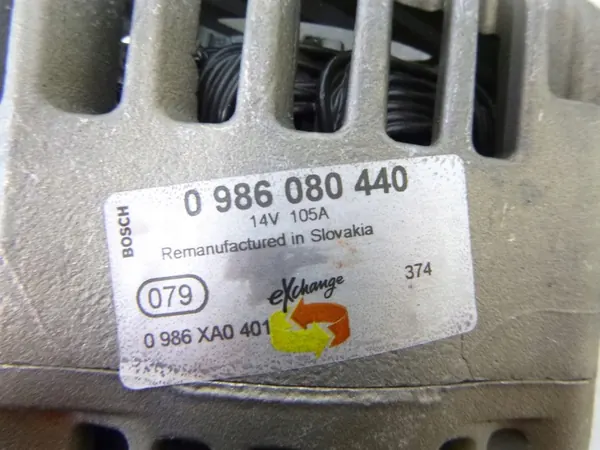 BOSCH
0 986 080 440
14V 105A
Remanufactured in Slovakia
079
eXchange
374
0 986 XA0 401